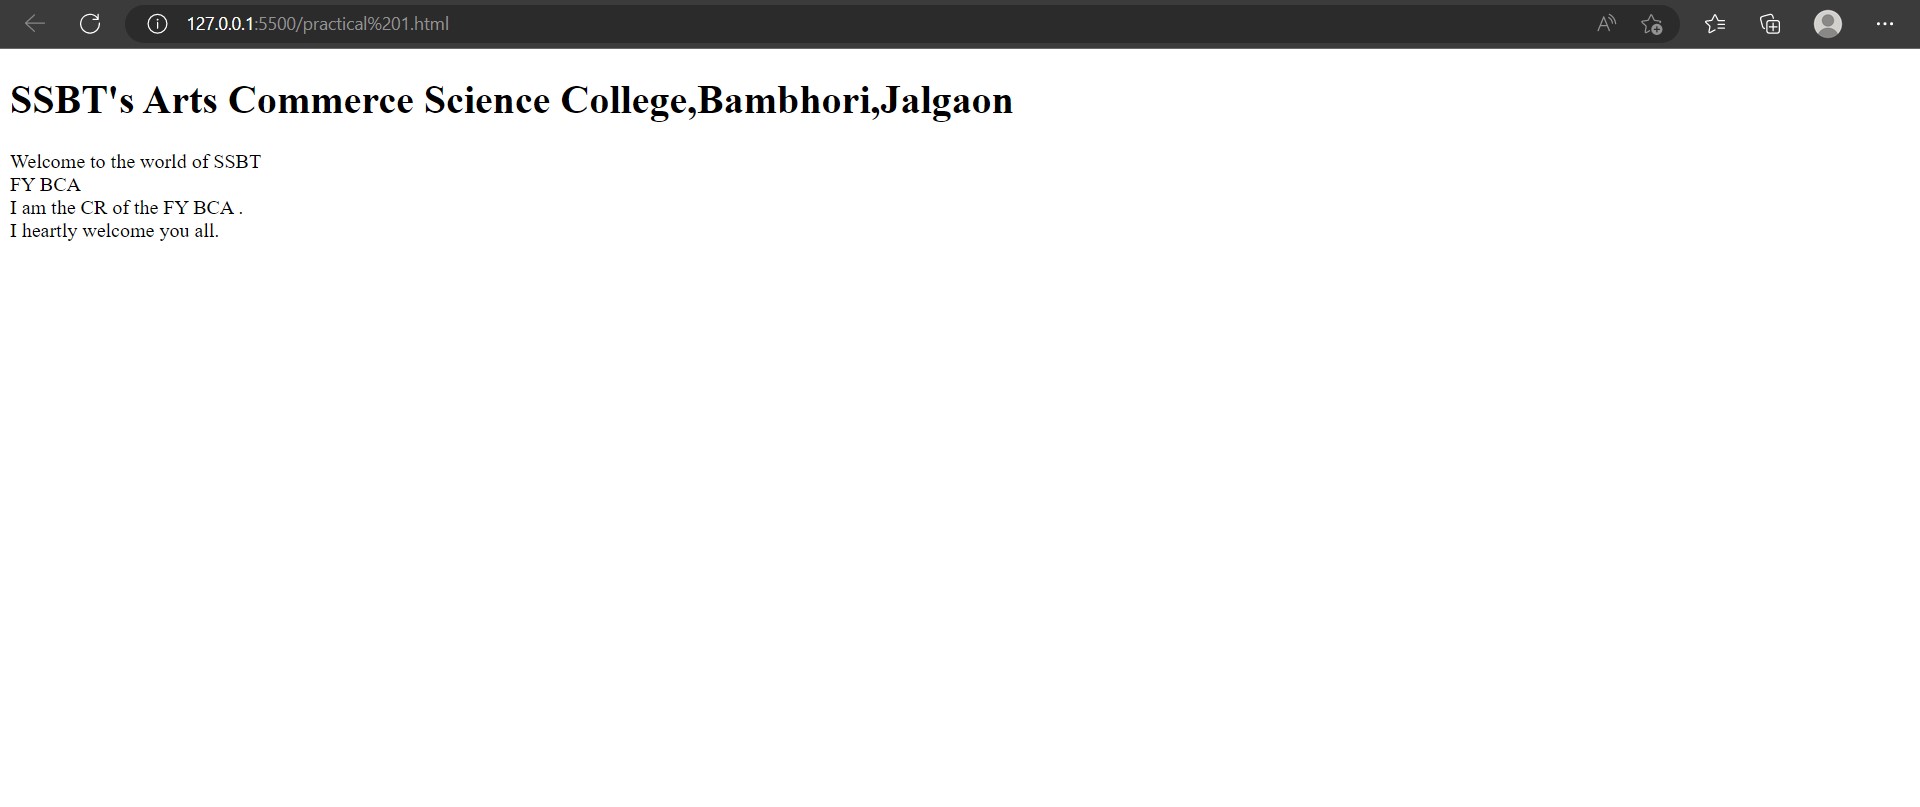 127.0.0.1:5500/practical%201.html
SSBT's Arts Commerce Science College,Bambhori,Jalgaon
Welcome to the world of SSBT
FY BCA
I am the CR of the FY BCA .
I heartly welcome you all.